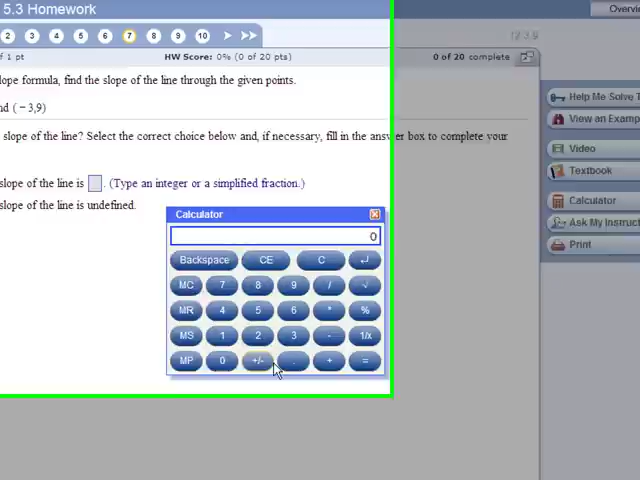 5.3 Homework
Overvi
2 3 4 5 6 7 8 9 10
12.3.9
f 1 pt HW Score: 0% (0 of 20 pts) 0 of 20 complete
lope formula, find the slope of the line through the given points.
nd (−3,9)
slope of the line? Select the correct choice below and, if necessary, fill in the answer box to complete your
slope of the line is . (Type an integer or a simplified fraction.)
slope of the line is undefined.
Calculator
0
Backspace CE C ↵
MC 7 8 9 / √
MR 4 5 6 * %
MS 1 2 3 - 1/x
MP 0 +/- . + =
Help Me Solve T
View an Examp
Video
Textbook
Calculator
Ask My Instruct
Print